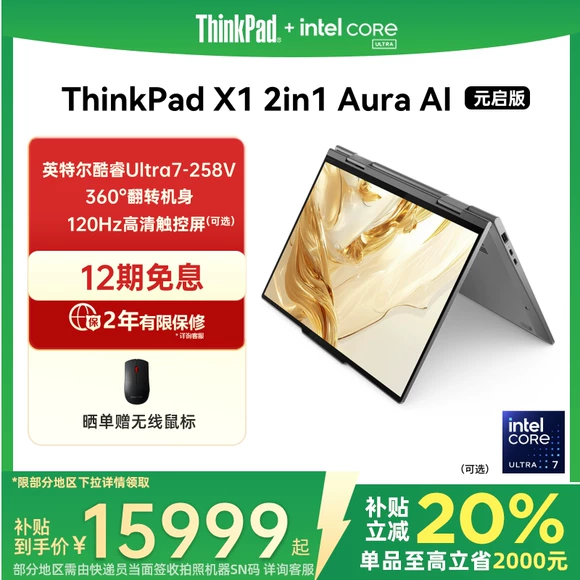 ThinkPad® + intel CORE
ULTRA
ThinkPad X1 2in1 Aura AI 元启版
英特尔酷睿Ultra7-258V
360°翻转机身
120Hz高清触控屏(可选)
12期免息
保 2年有限保修
*详询客服
晒单赠无线鼠标
intel
CORE
ULTRA 7
(可选)
*限部分地区下拉详情领取
补贴到手价¥15999起
补贴立减20%
单品至高立省2000元
部分地区需由快递员当面签收拍照机器SN码 详询客服